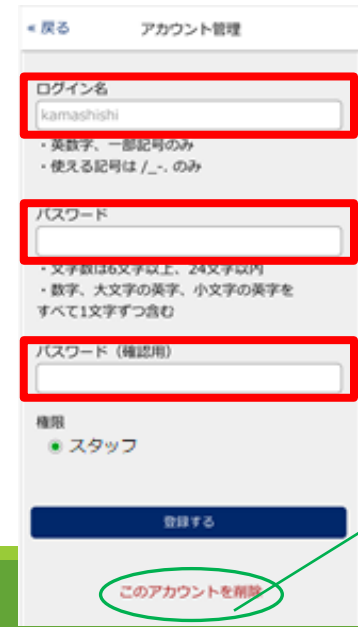 « 戻る
アカウント管理
ログイン名
kamashishi
・英数字、一部記号のみ
・使える記号は /_-. のみ
パスワード
・文字数は6文字以上、24文字以内
・数字、大文字の英字、小文字の英字を
すべて1文字ずつ含む
パスワード（確認用）
権限
スタッフ
登録する
このアカウントを削除